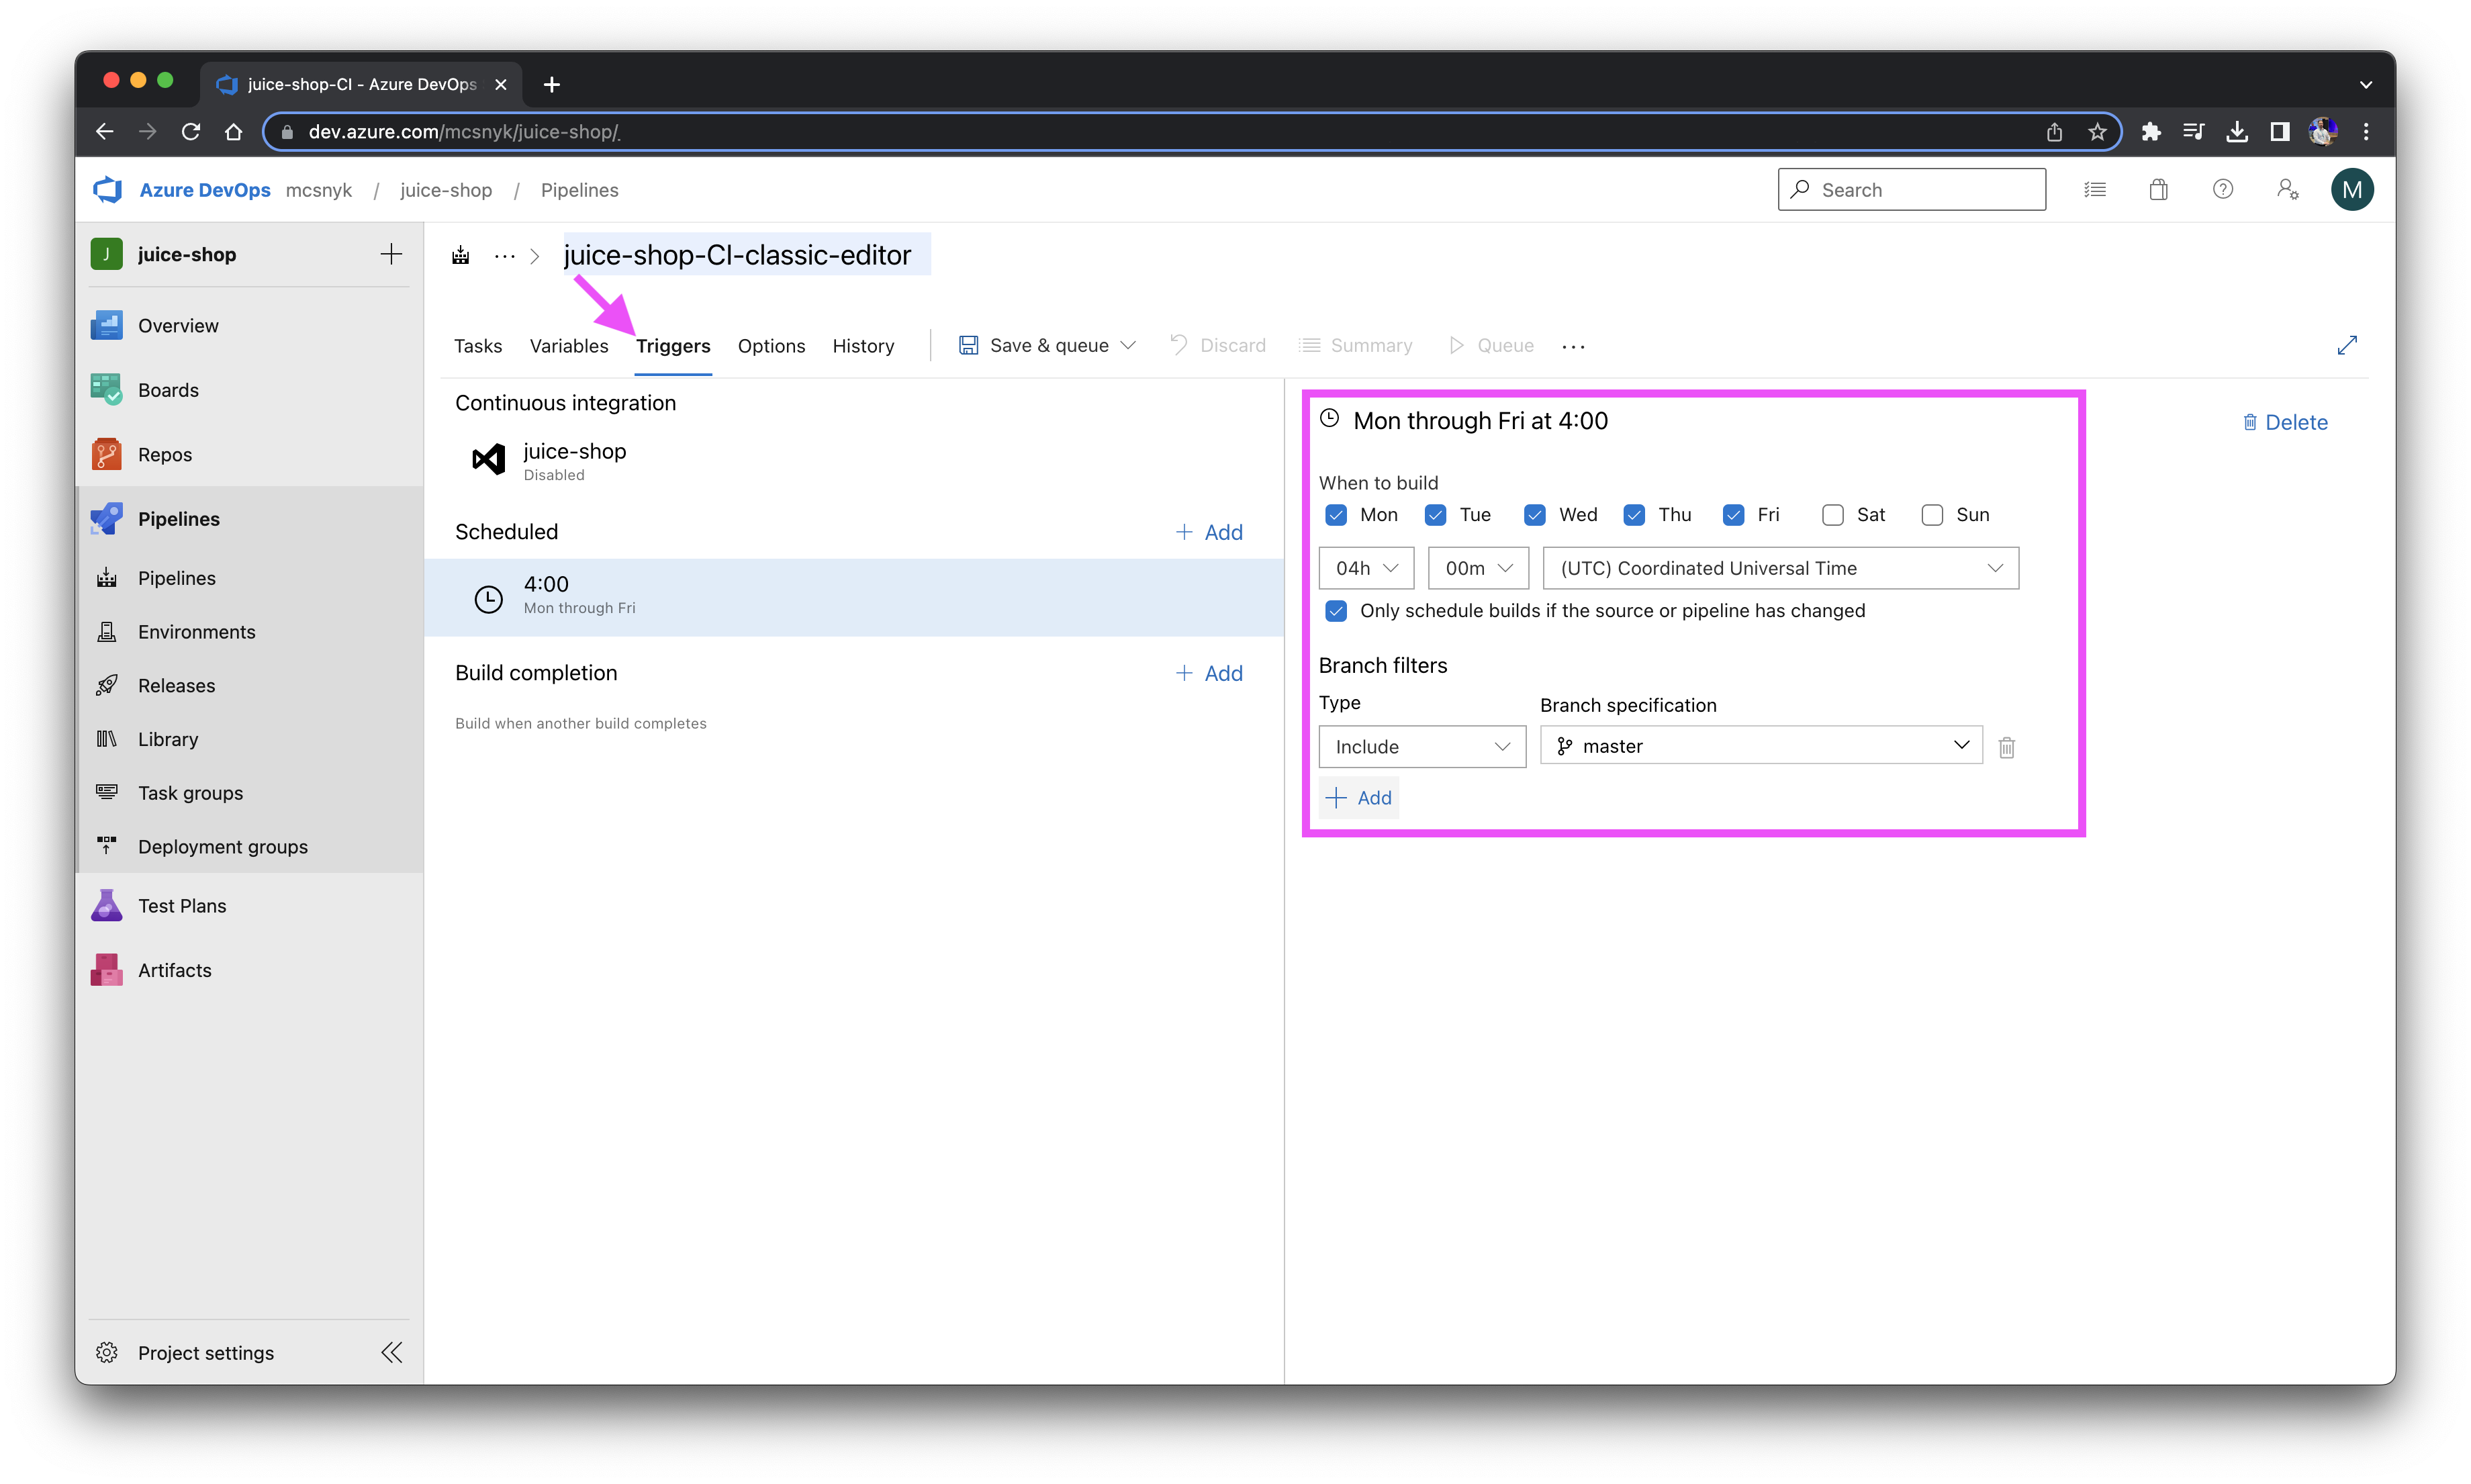 juice-shop-CI - Azure DevOps
dev.azure.com/mcsnyk/juice-shop/_
Azure DevOps mcsnyk / juice-shop / Pipelines
Search
M
J juice-shop
Overview
Boards
Repos
Pipelines
Pipelines
Environments
Releases
Library
Task groups
Deployment groups
Test Plans
Artifacts
Project settings
... juice-shop-CI-classic-editor
Tasks Variables Triggers Options History Save & queue Discard Summary Queue ...
Continuous integration
juice-shop
Disabled
Scheduled
Add
4:00
Mon through Fri
Build completion
Add
Build when another build completes
Mon through Fri at 4:00
Delete
When to build
Mon Tue Wed Thu Fri Sat Sun
04h 00m (UTC) Coordinated Universal Time
Only schedule builds if the source or pipeline has changed
Branch filters
Type Branch specification
Include master
Add